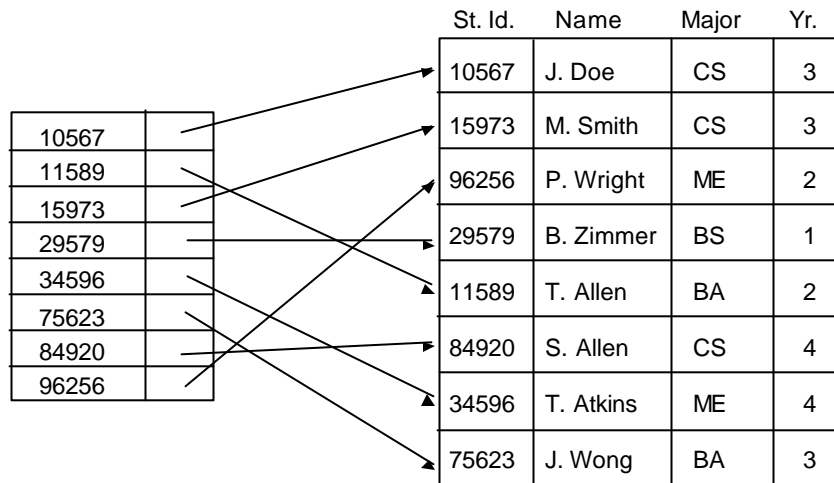 St. Id. Name Major Yr.
10567 J. Doe CS 3
15973 M. Smith CS 3
96256 P. Wright ME 2
29579 B. Zimmer BS 1
11589 T. Allen BA 2
84920 S. Allen CS 4
34596 T. Atkins ME 4
75623 J. Wong BA 3
10567
11589
15973
29579
34596
75623
84920
96256